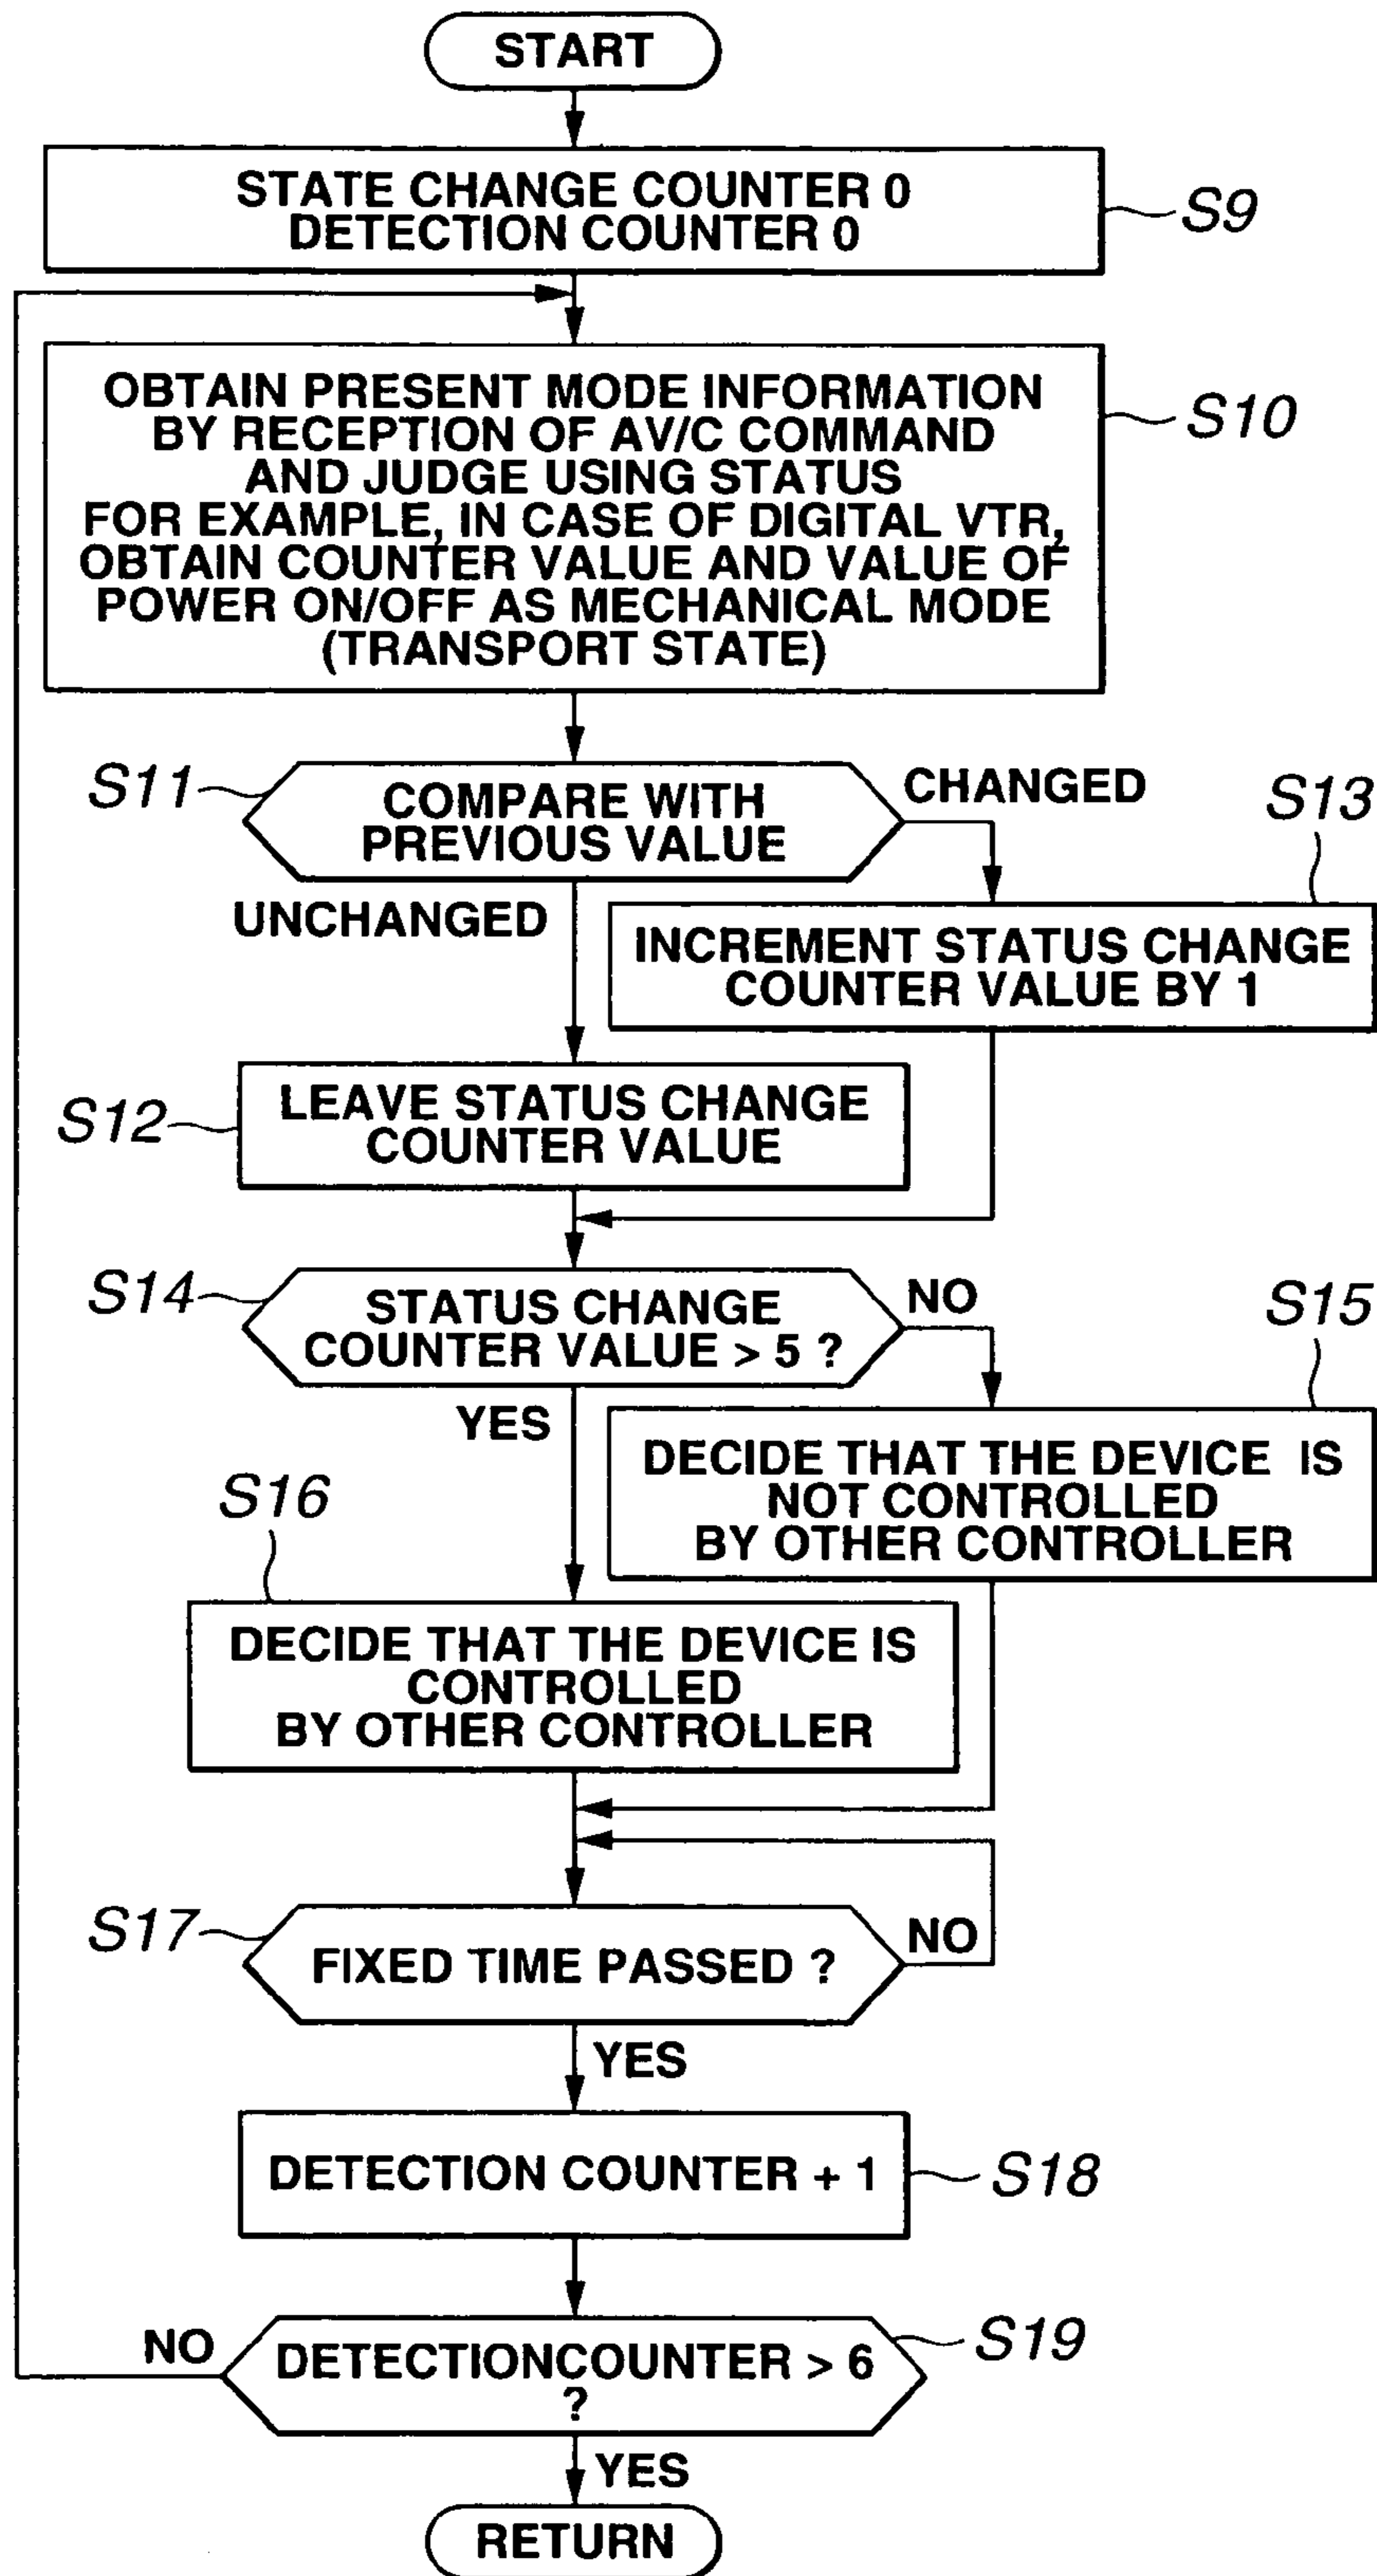 START
STATE CHANGE COUNTER 0
DETECTION COUNTER 0
S9
OBTAIN PRESENT MODE INFORMATION
BY RECEPTION OF AV/C COMMAND
AND JUDGE USING STATUS
FOR EXAMPLE, IN CASE OF DIGITAL VTR,
OBTAIN COUNTER VALUE AND VALUE OF
POWER ON/OFF AS MECHANICAL MODE
(TRANSPORT STATE)
S10
S11
COMPARE WITH
PREVIOUS VALUE
CHANGED
S13
UNCHANGED
INCREMENT STATUS CHANGE
COUNTER VALUE BY 1
S12
LEAVE STATUS CHANGE
COUNTER VALUE
S14
STATUS CHANGE
COUNTER VALUE > 5 ?
NO
S15
YES
DECIDE THAT THE DEVICE IS
NOT CONTROLLED
BY OTHER CONTROLLER
S16
DECIDE THAT THE DEVICE IS
CONTROLLED
BY OTHER CONTROLLER
S17
FIXED TIME PASSED ?
NO
YES
DETECTION COUNTER + 1
S18
NO
DETECTIONCOUNTER > 6
?
S19
YES
RETURN